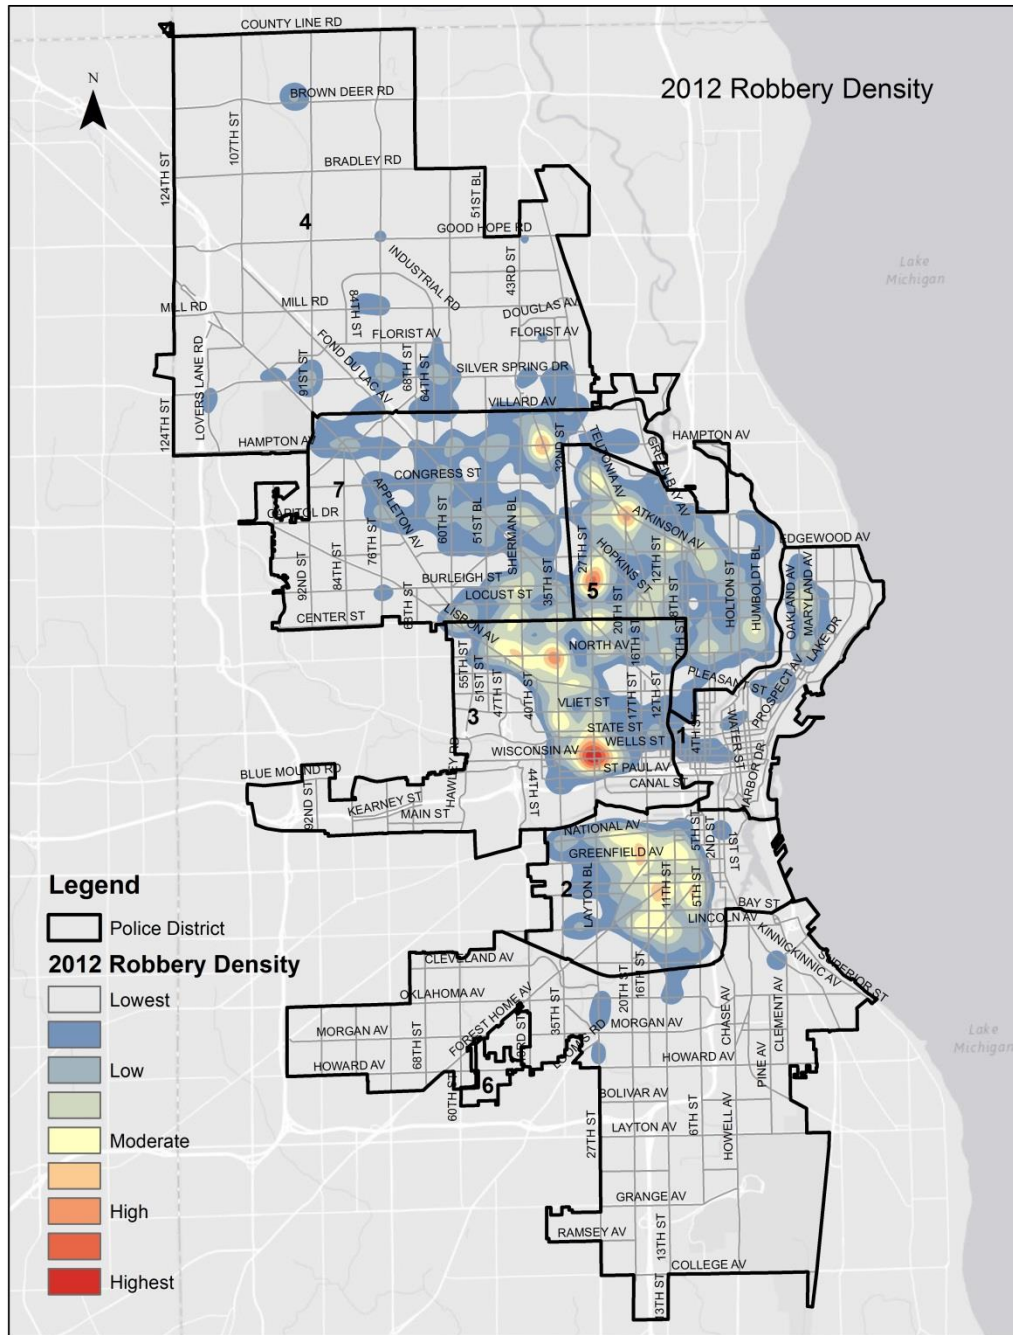 COUNTY LINE RD
2012 Robbery Density
N
BROWN DEER RD
107TH ST
124TH ST
BRADLEY RD
51ST BL
4
GOOD HOPE RD
43RD ST
INDUSTRIAL RD
Lake
Michigan
MILL RD
MILL RD
84TH ST
DOUGLAS AV
FLORIST AV
FLORIST AV
FOND DU LAC AV
LOVERS LANE RD
91ST ST
68TH ST
64TH ST
SILVER SPRING DR
VILLARD AV
124TH ST
HAMPTON AV
32ND ST
TEUTONIA AV
GREEN BAY AV
HAMPTON AV
CONGRESS ST
7
CAPITOL DR
APPLETON AV
76TH ST
60TH ST
51ST BL
SHERMAN BL
ATKINSON AV
EDGEWOOD AV
27TH ST
HOPKINS ST
12TH ST
92ND ST
84TH ST
BURLEIGH ST
LOCUST ST
35TH ST
5
20TH ST
8TH ST
HOLTON ST
HUMBOLDT BL
OAKLAND AV
MARYLAND AV
LAKE DR
CENTER ST
68TH ST
LISBON AV
NORTH AV
16TH ST
7TH ST
55TH ST
51ST ST
47TH ST
40TH ST
PLEASANT ST
PROSPECT AV
3
VLIET ST
17TH ST
12TH ST
STATE ST
WELLS ST
1
4TH ST
WATER ST
WISCONSIN AV
ST PAUL AV
CANAL ST
HARBOR DR
BLUE MOUND RD
HAWLEY RD
44TH ST
92ND ST
KEARNEY ST
MAIN ST
NATIONAL AV
5TH ST
2ND ST
1ST ST
GREENFIELD AV
2
LAYTON BL
11TH ST
5TH ST
BAY ST
LINCOLN AV
KINNICKINNIC AV
SUPERIOR ST
CLEVELAND AV
20TH ST
16TH ST
OKLAHOMA AV
FOREST HOME AV
35TH ST
CHASE AV
CLEMENT AV
MORGAN AV
68TH ST
LOOMIS RD
MORGAN AV
Lake
Michigan
HOWARD AV
HOWARD AV
PINE AV
60TH ST
6
BOLIVAR AV
27TH ST
LAYTON AV
6TH ST
HOWELL AV
GRANGE AV
RAMSEY AV
13TH ST
COLLEGE AV
Legend
Police District
2012 Robbery Density
Lowest
Low
Moderate
High
Highest